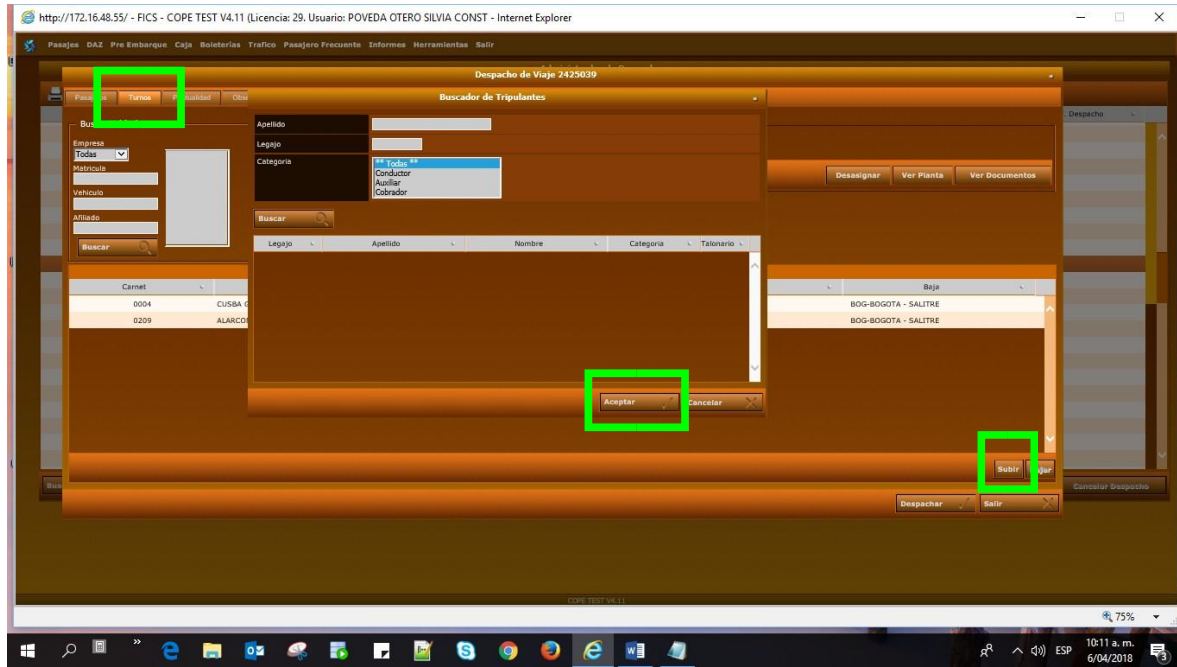 http://172.16.48.55/ - FICS - COPE TEST V4.11 (Licencia: 29. Usuario: POVEDA OTERO SILVIA CONST - Internet Explorer
Pasajes DAZ Pre Embarque Caja Boleterias Trafico Pasajero Frecuente Informes Herramientas Salir
Despacho de Viaje 2425039
Turnos
Buscador de Tripulantes
Despacho
Apellido
Legajo
Categoria
** Todas **
Conductor
Auxiliar
Cobrador
Empresa
Todas
Matricula
Vehiculo
Afiliado
Buscar
Desasignar Ver Planta Ver Documentos
Buscar
Legajo Apellido Nombre Categoria Talonario
Carnet Baja
0004 CUSBA BOG-BOGOTA - SALITRE
0209 BOG-BOGOTA - SALITRE
Aceptar Cancelar
Subir
Cancelar Despacho
Despachar Salir
COPE TEST V4.11
75%
ESP
10:11 a. m.
6/04/2018